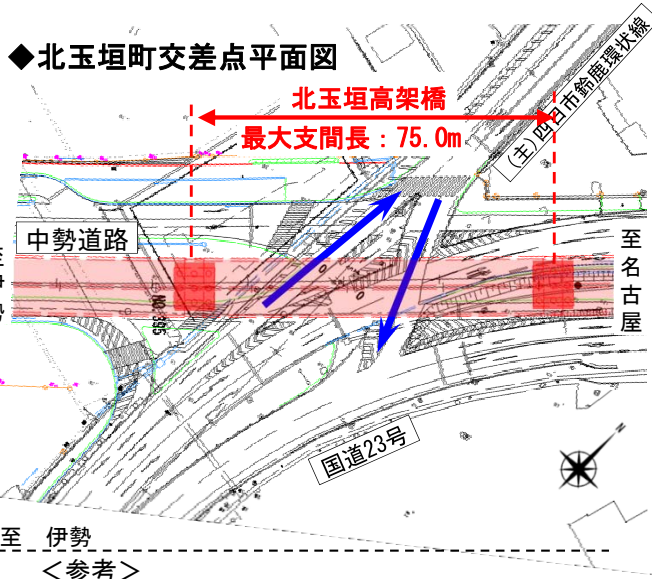 ◆北玉垣町交差点平面図
北玉垣高架橋
最大支間長：75.0m
(主)四日市鈴鹿環状線
中勢道路
至名古屋
NO.395
国道23号
N
至　伊勢
＜参考＞